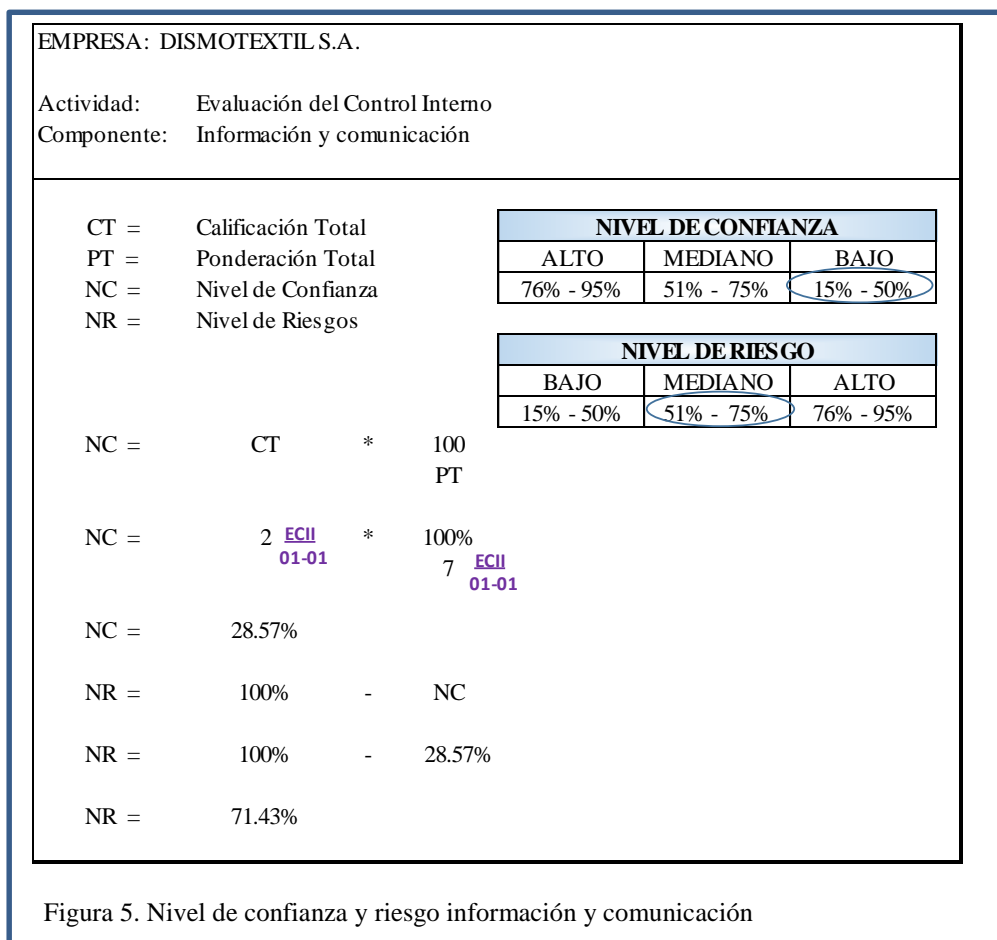 EMPRESA: DISMOTEXTIL S.A.
Actividad: Evaluación del Control Interno
Componente: Información y comunicación
CT = Calificación Total
PT = Ponderación Total
NC = Nivel de Confianza
NR = Nivel de Riesgos
NIVEL DE CONFIANZA
ALTO MEDIANO BAJO
76% - 95% 51% - 75% 15% - 50%
NIVEL DE RIESGO
BAJO MEDIANO ALTO
15% - 50% 51% - 75% 76% - 95%
NC = CT * 100
PT
NC = 2 ECII 01-01 * 100%
7 ECII 01-01
NC = 28.57%
NR = 100% - NC
NR = 100% - 28.57%
NR = 71.43%
Figura 5. Nivel de confianza y riesgo información y comunicación